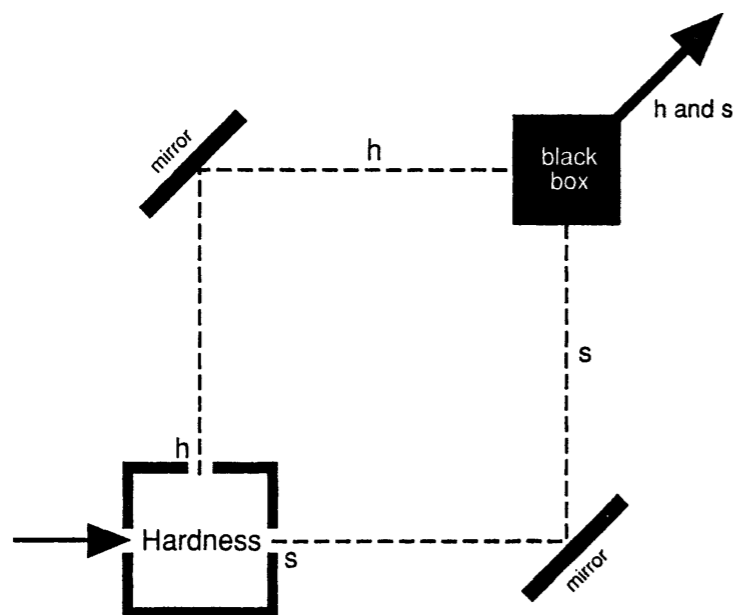 h and s
mirror
h
black
box
s
h
Hardness
s
mirror